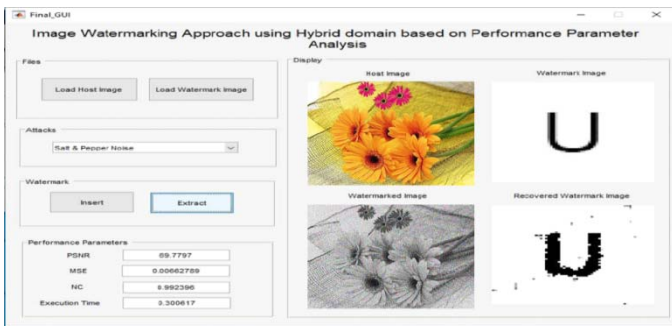 Final_GUI
Image Watermarking Approach using Hybrid domain based on Performance Parameter
Analysis
Files
Load Host Image
Load Watermark Image
Attacks
Salt & Pepper Noise
Watermark
Insert
Extract
Performance Parameters
PSNR
69.7797
MSE
0.00662789
NC
0.992396
Execution Time
3.300617
Display
Host Image
Watermark Image
U
Watermarked Image
Recovered Watermark Image
U